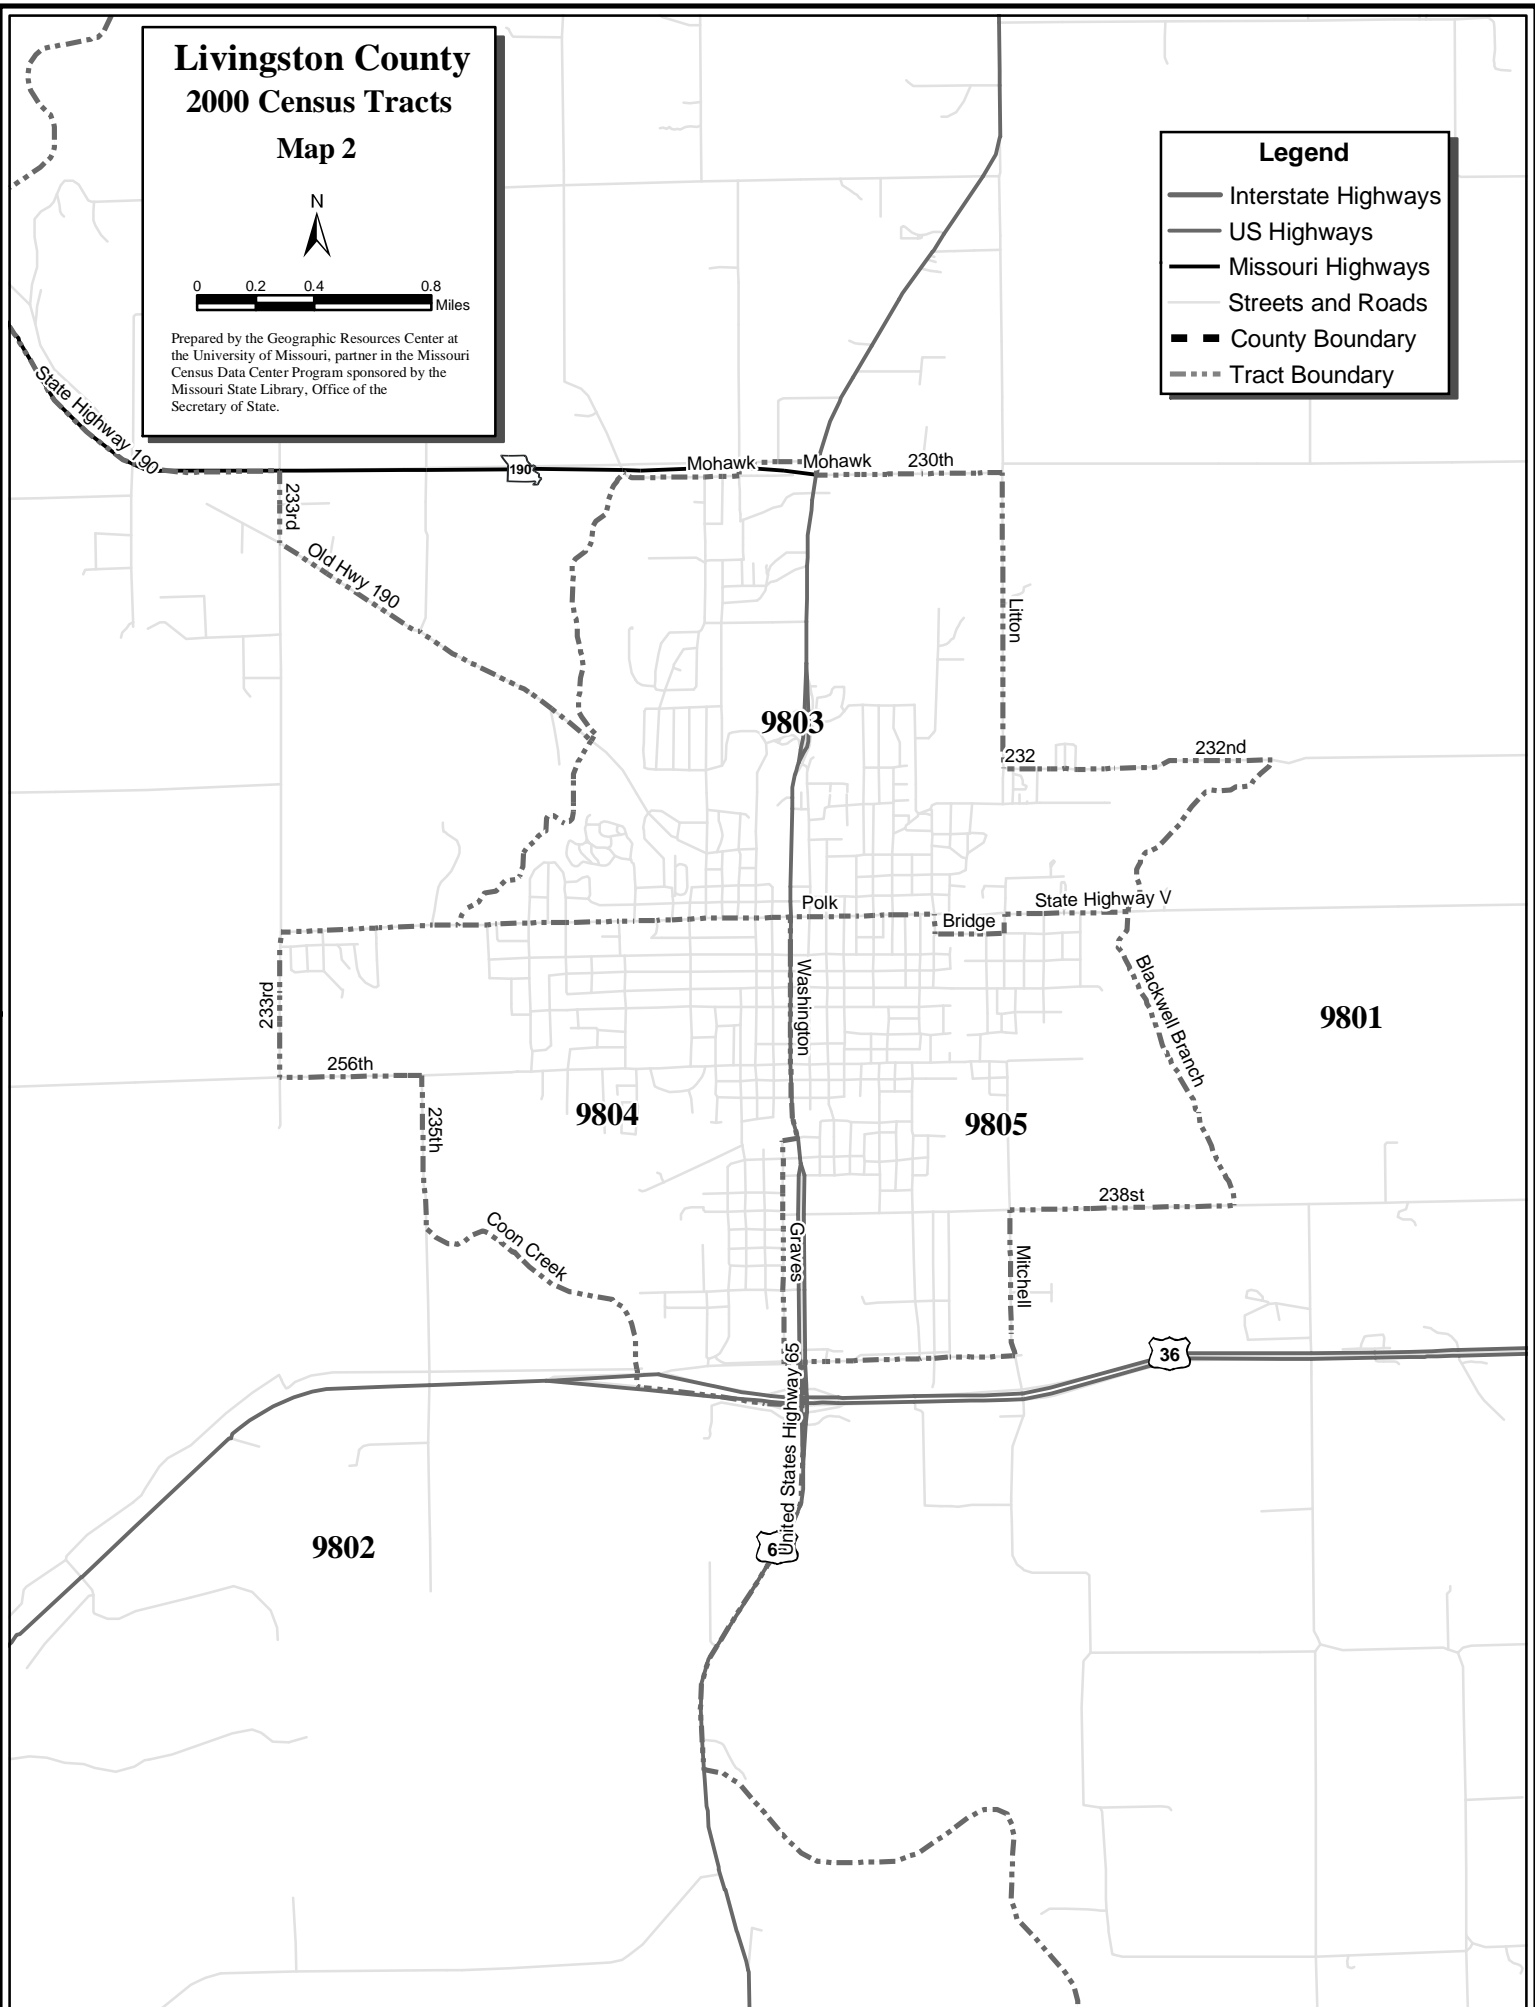 Livingston County
2000 Census Tracts
Map 2
N
0 0.2 0.4 0.8
Miles
Prepared by the Geographic Resources Center at
the University of Missouri, partner in the Missouri
Census Data Center Program sponsored by the
Missouri State Library, Office of the
Secretary of State.
Legend
Interstate Highways
US Highways
Missouri Highways
Streets and Roads
County Boundary
Tract Boundary
State Highway 190
190
Mohawk
Mohawk
230th
233rd
Old Hwy 190
Litton
9803
232
232nd
Polk
State Highway V
Bridge
Washington
Blackwell Branch
233rd
9801
256th
9804
9805
235th
238st
Coon Creek
Graves
Mitchell
36
United States Highway 65
9802
6